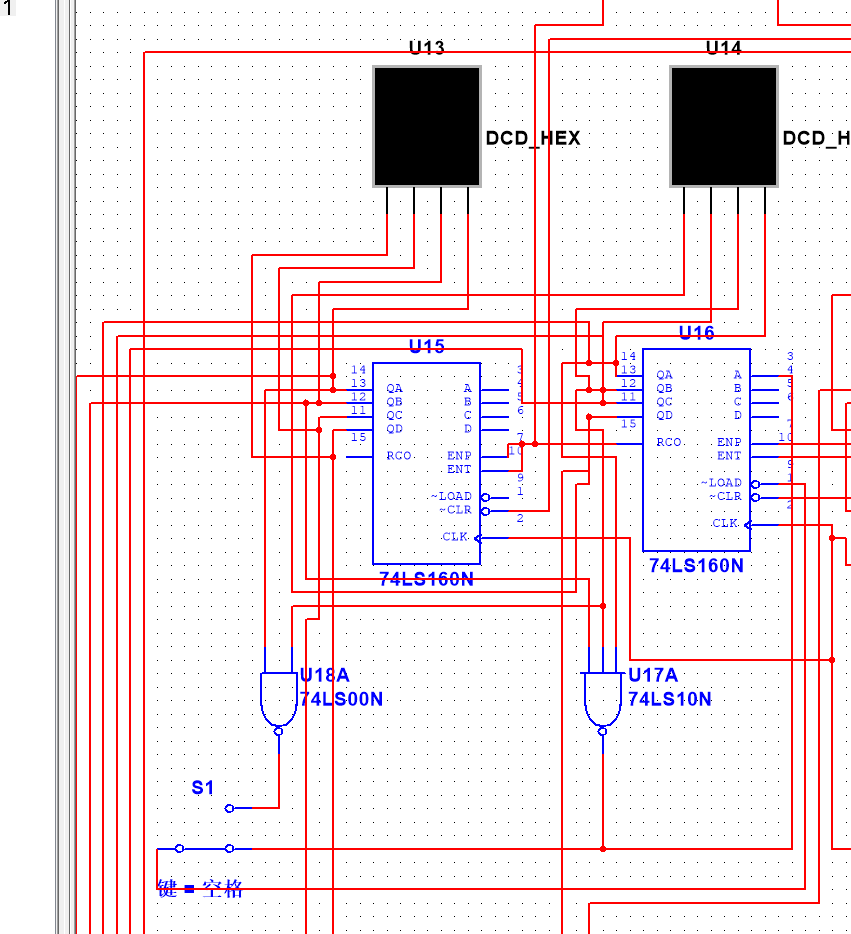 1
U13
U14
DCD_HEX
DCD_H
U15
U16
14
13
12
11
15
QA
QB
QC
QD
RCO
A
B
C
D
ENP
ENT
~LOAD
~CLR
CLK
3
4
5
6
7
10
9
1
2
74LS160N
14
13
12
11
15
QA
QB
QC
QD
RCO
A
B
C
D
ENP
ENT
~LOAD
~CLR
CLK
3
4
5
6
7
10
9
1
2
74LS160N
U18A
74LS00N
U17A
74LS10N
S1
键 = 空格